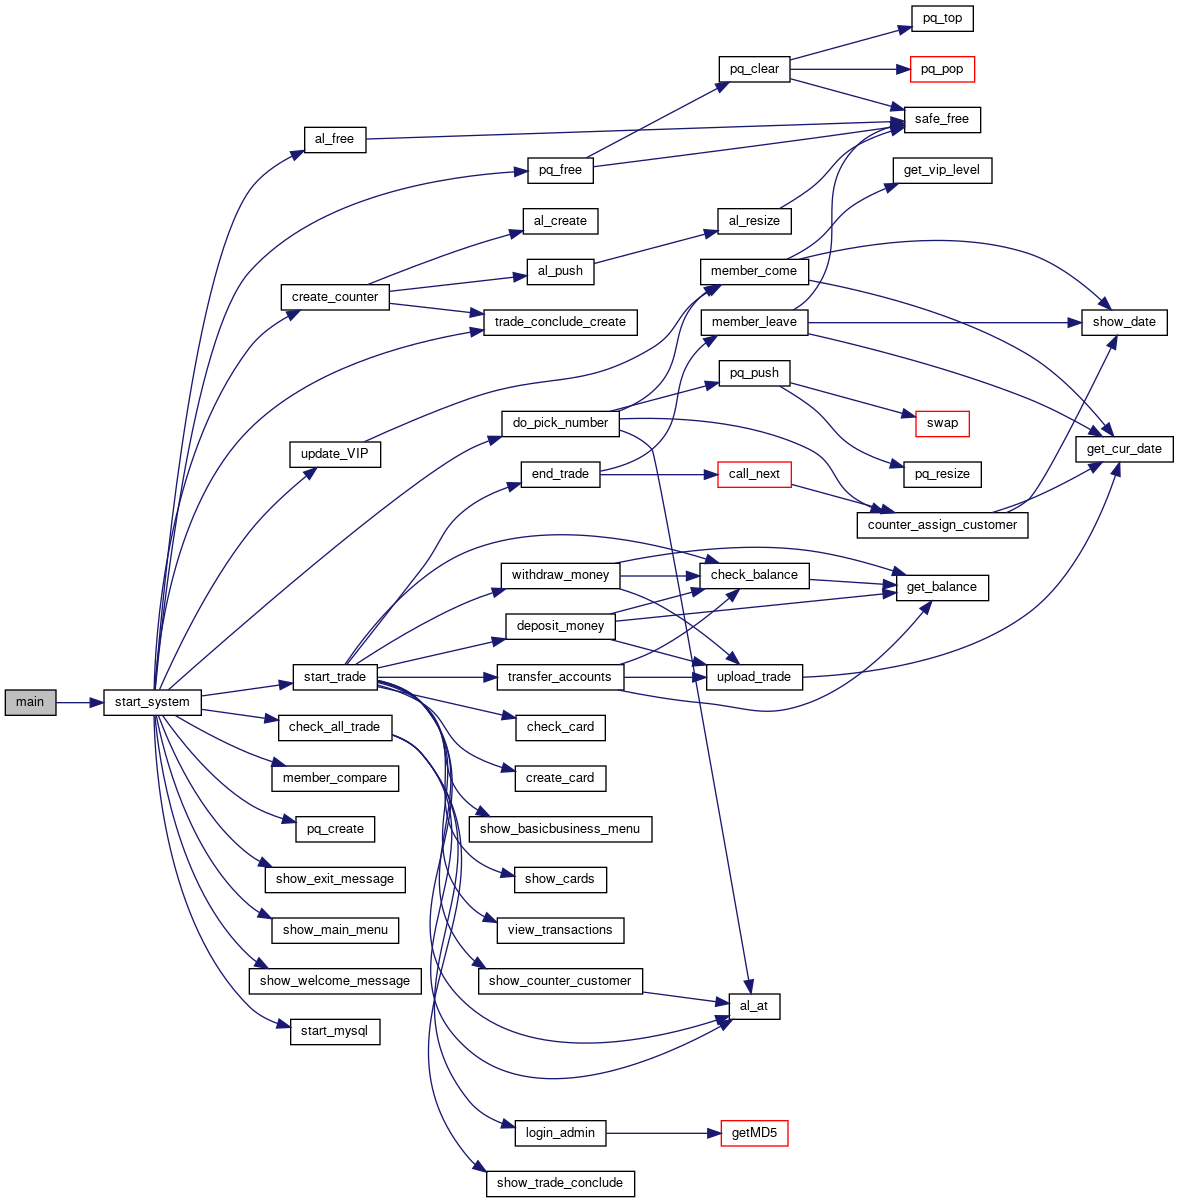 pq_top
pq_clear
pq_pop
safe_free
al_free
pq_free
get_vip_level
al_create
al_resize
al_push
member_come
create_counter
trade_conclude_create
member_leave
show_date
pq_push
do_pick_number
swap
update_VIP
get_cur_date
end_trade
call_next
pq_resize
counter_assign_customer
withdraw_money
check_balance
get_balance
deposit_money
start_trade
transfer_accounts
upload_trade
main
start_system
check_all_trade
check_card
member_compare
create_card
pq_create
show_basicbusiness_menu
show_exit_message
show_cards
show_main_menu
view_transactions
show_welcome_message
show_counter_customer
al_at
start_mysql
login_admin
getMD5
show_trade_conclude